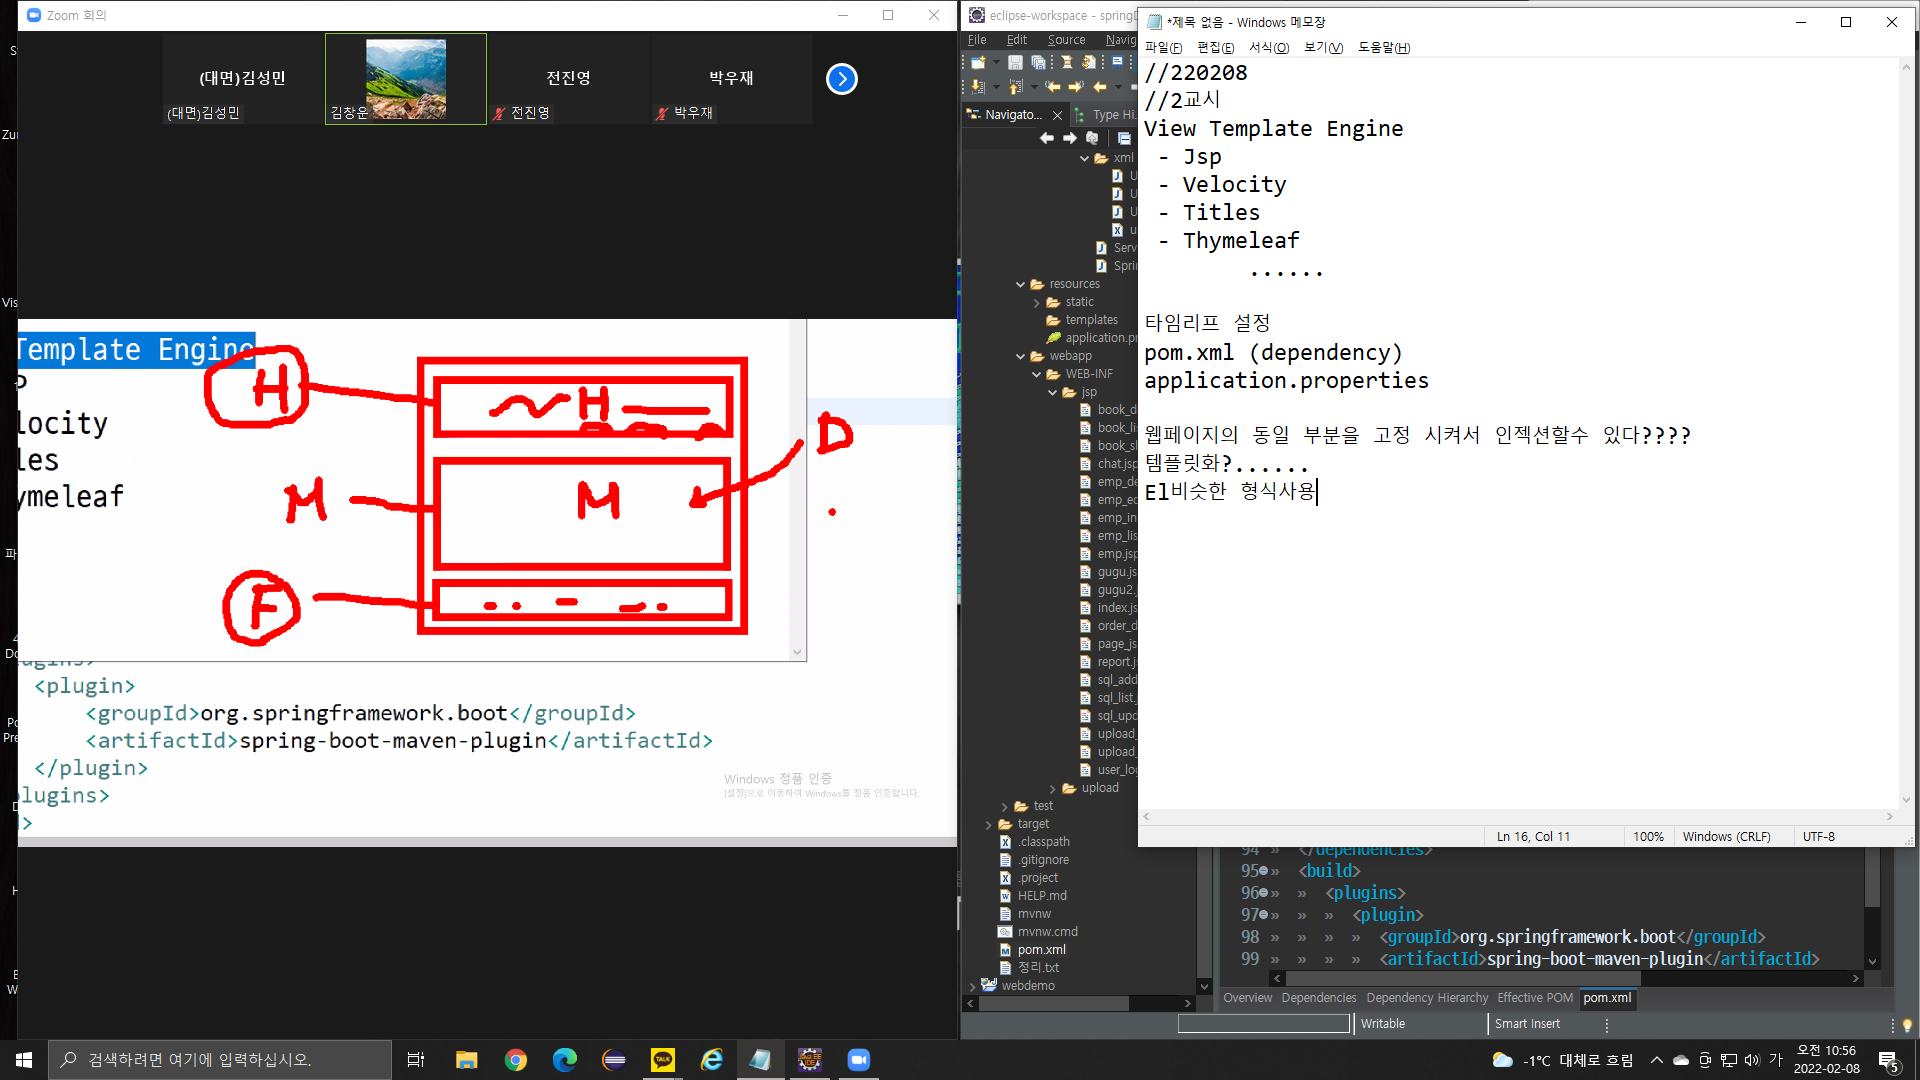 Zoom 회의
(대면)김성민
전진영
박우재
(대면)김성민
김창운
전진영
박우재
Template Engine
H
H
P
locity
les
ymeleaf
D
M
M
F
<plugin>
<groupId>org.springframework.boot</groupId>
<artifactId>spring-boot-maven-plugin</artifactId>
</plugin>
lugins>
Windows 정품 인증
[설정]으로 이동하여 Windows를 정품 인증합니다.
eclipse-workspace - springD
File Edit Source Navig
Navigato... Type Hi.
xml
U
U
U
u
Serv
Sprin
resources
static
templates
application.pr
webapp
WEB-INF
jsp
book_d
book_li
book_sl
chat.jsp
emp_de
emp_ed
emp_in
emp_lis
emp.jsp
gugu.js
gugu2.j
index.js
order_d
page_js
report.js
sql_add
sql_list_
sql_upd
upload_
upload_
user_log
upload
test
target
.classpath
.gitignore
.project
HELP.md
mvnw
mvnw.cmd
pom.xml
정리.txt
webdemo
*제목 없음 - Windows 메모장
파일(F) 편집(E) 서식(O) 보기(V) 도움말(H)
//220208
//2교시
View Template Engine
- Jsp
- Velocity
- Titles
- Thymeleaf
......
타임리프 설정
pom.xml (dependency)
application.properties
웹페이지의 동일 부분을 고정 시켜서 인젝션할수 있다????
템플릿화?......
El비슷한 형식사용
Ln 16, Col 11 100% Windows (CRLF) UTF-8
94 </dependencies>
95 <build>
96 <plugins>
97 <plugin>
98 <groupId>org.springframework.boot</groupId>
99 <artifactId>spring-boot-maven-plugin</artifactId>
Overview Dependencies Dependency Hierarchy Effective POM pom.xml
Writable Smart Insert
검색하려면 여기에 입력하십시오.
TALK
-1°C 대체로 흐림
가
오전 10:56
2022-02-08
5